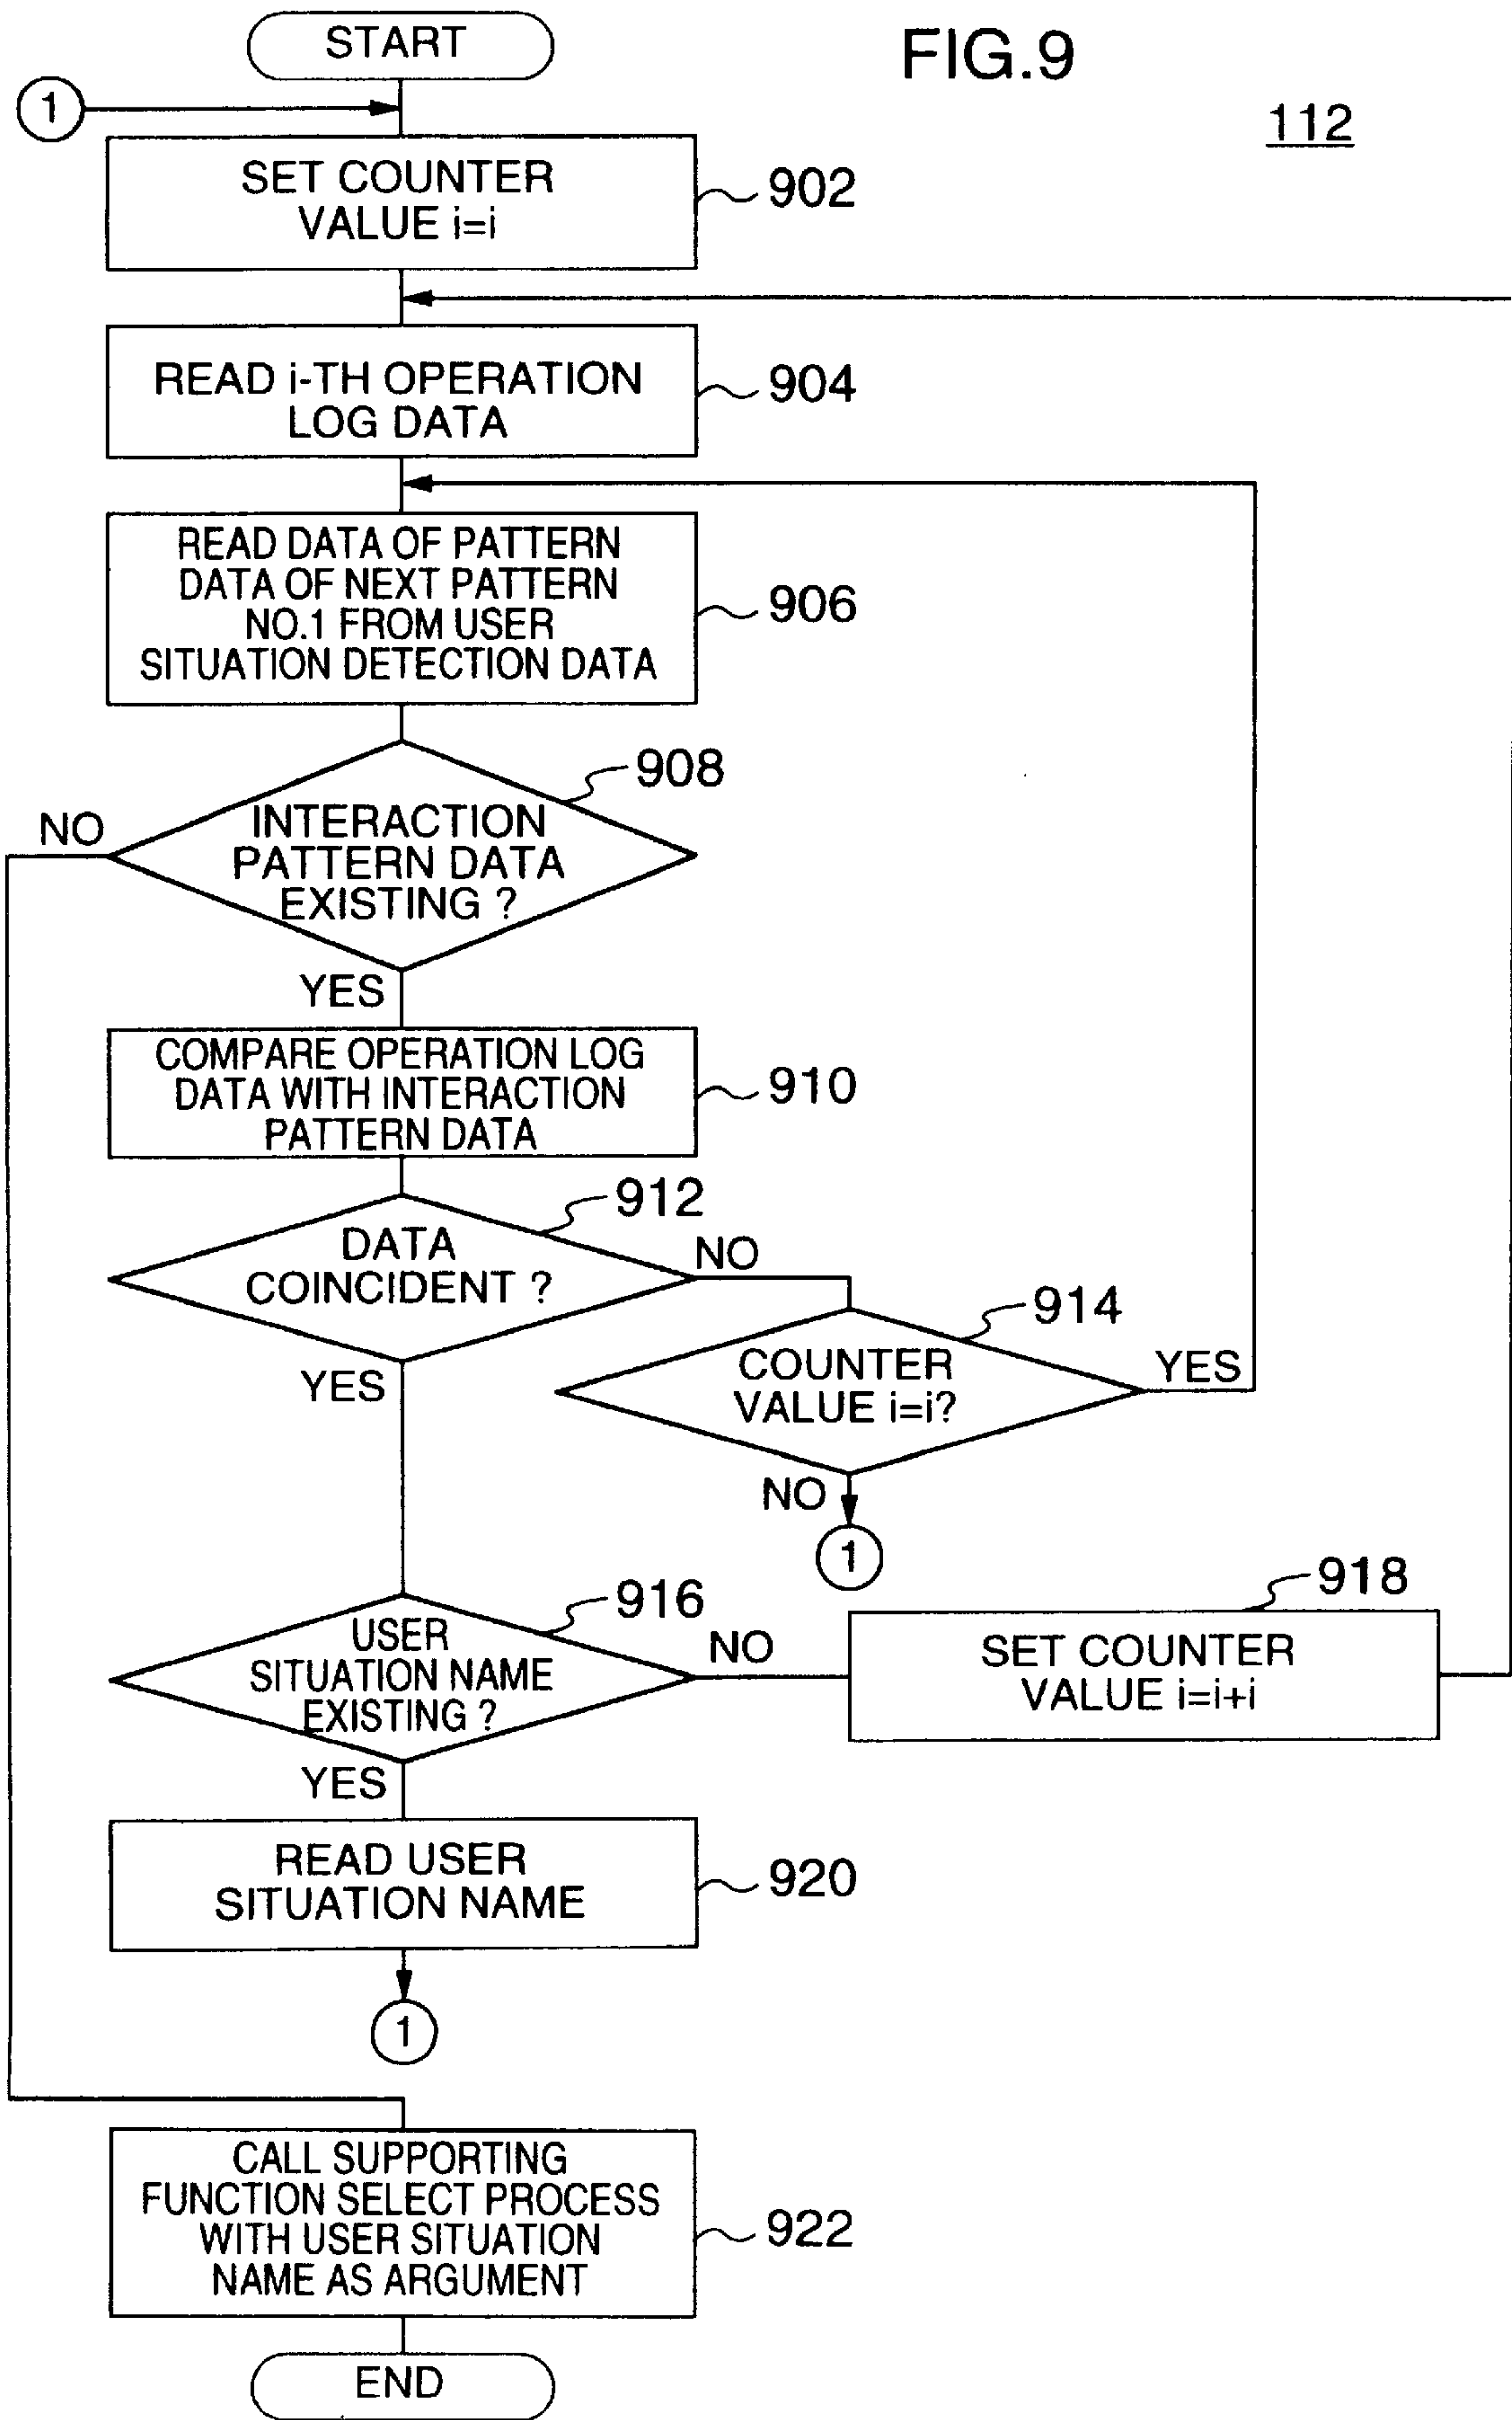 START
FIG.9
1
112
SET COUNTER
VALUE i=i
902
READ i-TH OPERATION
LOG DATA
904
READ DATA OF PATTERN
DATA OF NEXT PATTERN
NO.1 FROM USER
SITUATION DETECTION DATA
906
908
NO
INTERACTION
PATTERN DATA
EXISTING ?
YES
COMPARE OPERATION LOG
DATA WITH INTERACTION
PATTERN DATA
910
912
DATA
COINCIDENT ?
NO
914
YES
COUNTER
VALUE i=i?
YES
NO
1
916
918
USER
SITUATION NAME
EXISTING ?
NO
SET COUNTER
VALUE i=i+i
YES
READ USER
SITUATION NAME
920
1
CALL SUPPORTING
FUNCTION SELECT PROCESS
WITH USER SITUATION
NAME AS ARGUMENT
922
END